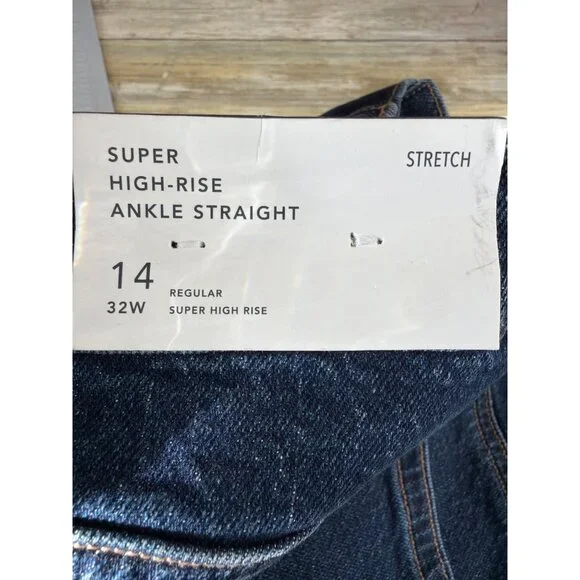 SUPER
HIGH-RISE
ANKLE STRAIGHT
STRETCH
14
32W
REGULAR
SUPER HIGH RISE